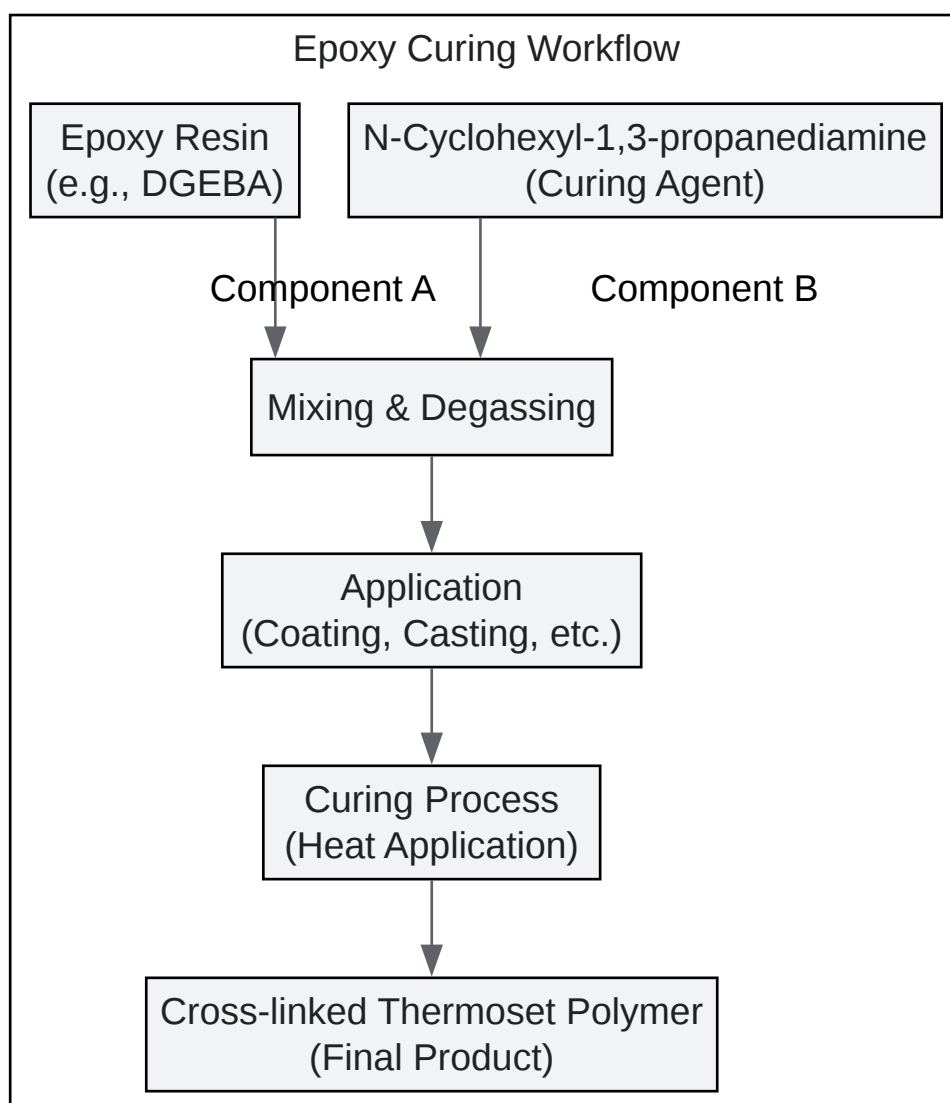 Epoxy Curing Workflow
Epoxy Resin
(e.g., DGEBA)
N-Cyclohexyl-1,3-propanediamine
(Curing Agent)
Component A
Component B
Mixing & Degassing
Application
(Coating, Casting, etc.)
Curing Process
(Heat Application)
Cross-linked Thermoset Polymer
(Final Product)